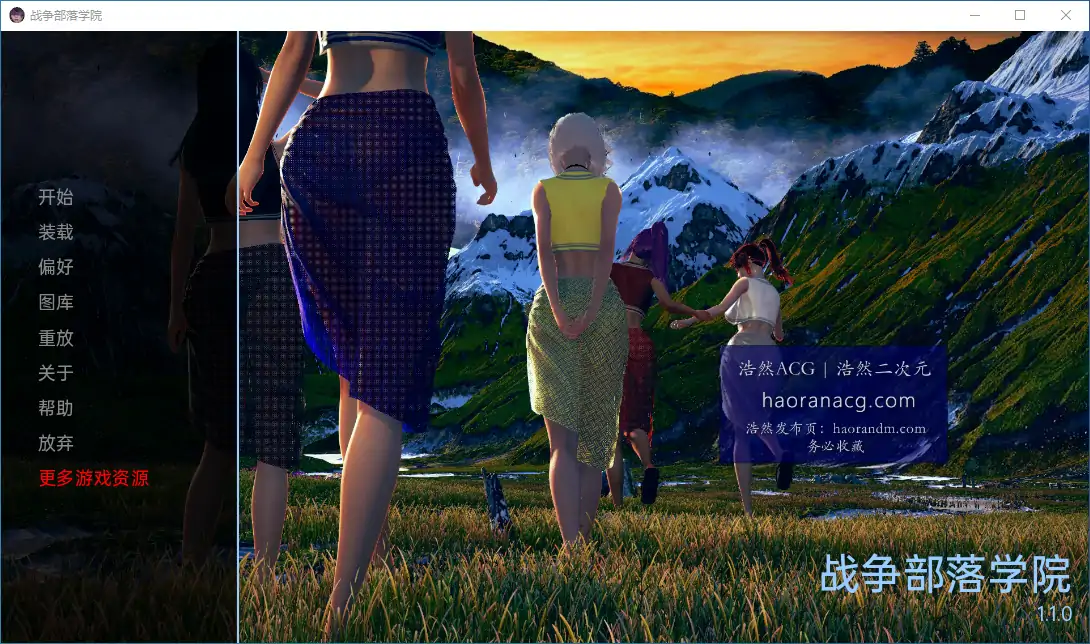 战争部落学院
开始
装载
偏好
图库
重放
关于
帮助
放弃
更多游戏资源
浩然ACG | 浩然二次元
haoranacg.com
浩然发布页：haorandm.com
务必收藏
战争部落学院
1.1.0